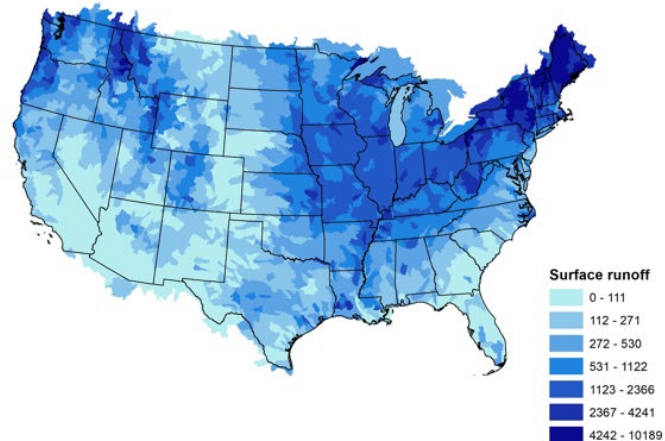 Surface runoff
0 - 111
112 - 271
272 - 530
531 - 1122
1123 - 2366
2367 - 4241
4242 - 10189